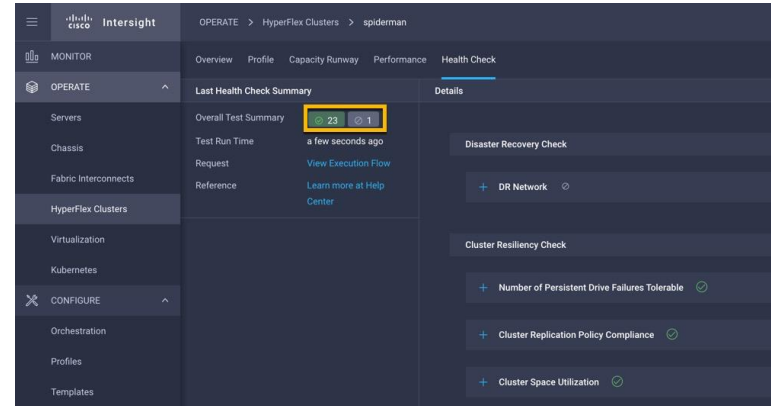 cisco Intersight
OPERATE > HyperFlex Clusters > spiderman
MONITOR
OPERATE
Servers
Chassis
Fabric Interconnects
HyperFlex Clusters
Virtualization
Kubernetes
CONFIGURE
Orchestration
Profiles
Templates
Overview Profile Capacity Runway Performance Health Check
Last Health Check Summary
Overall Test Summary 23 1
Test Run Time a few seconds ago
Request View Execution Flow
Reference Learn more at Help
Center
Details
Disaster Recovery Check
+ DR Network
Cluster Resiliency Check
+ Number of Persistent Drive Failures Tolerable
+ Cluster Replication Policy Compliance
+ Cluster Space Utilization